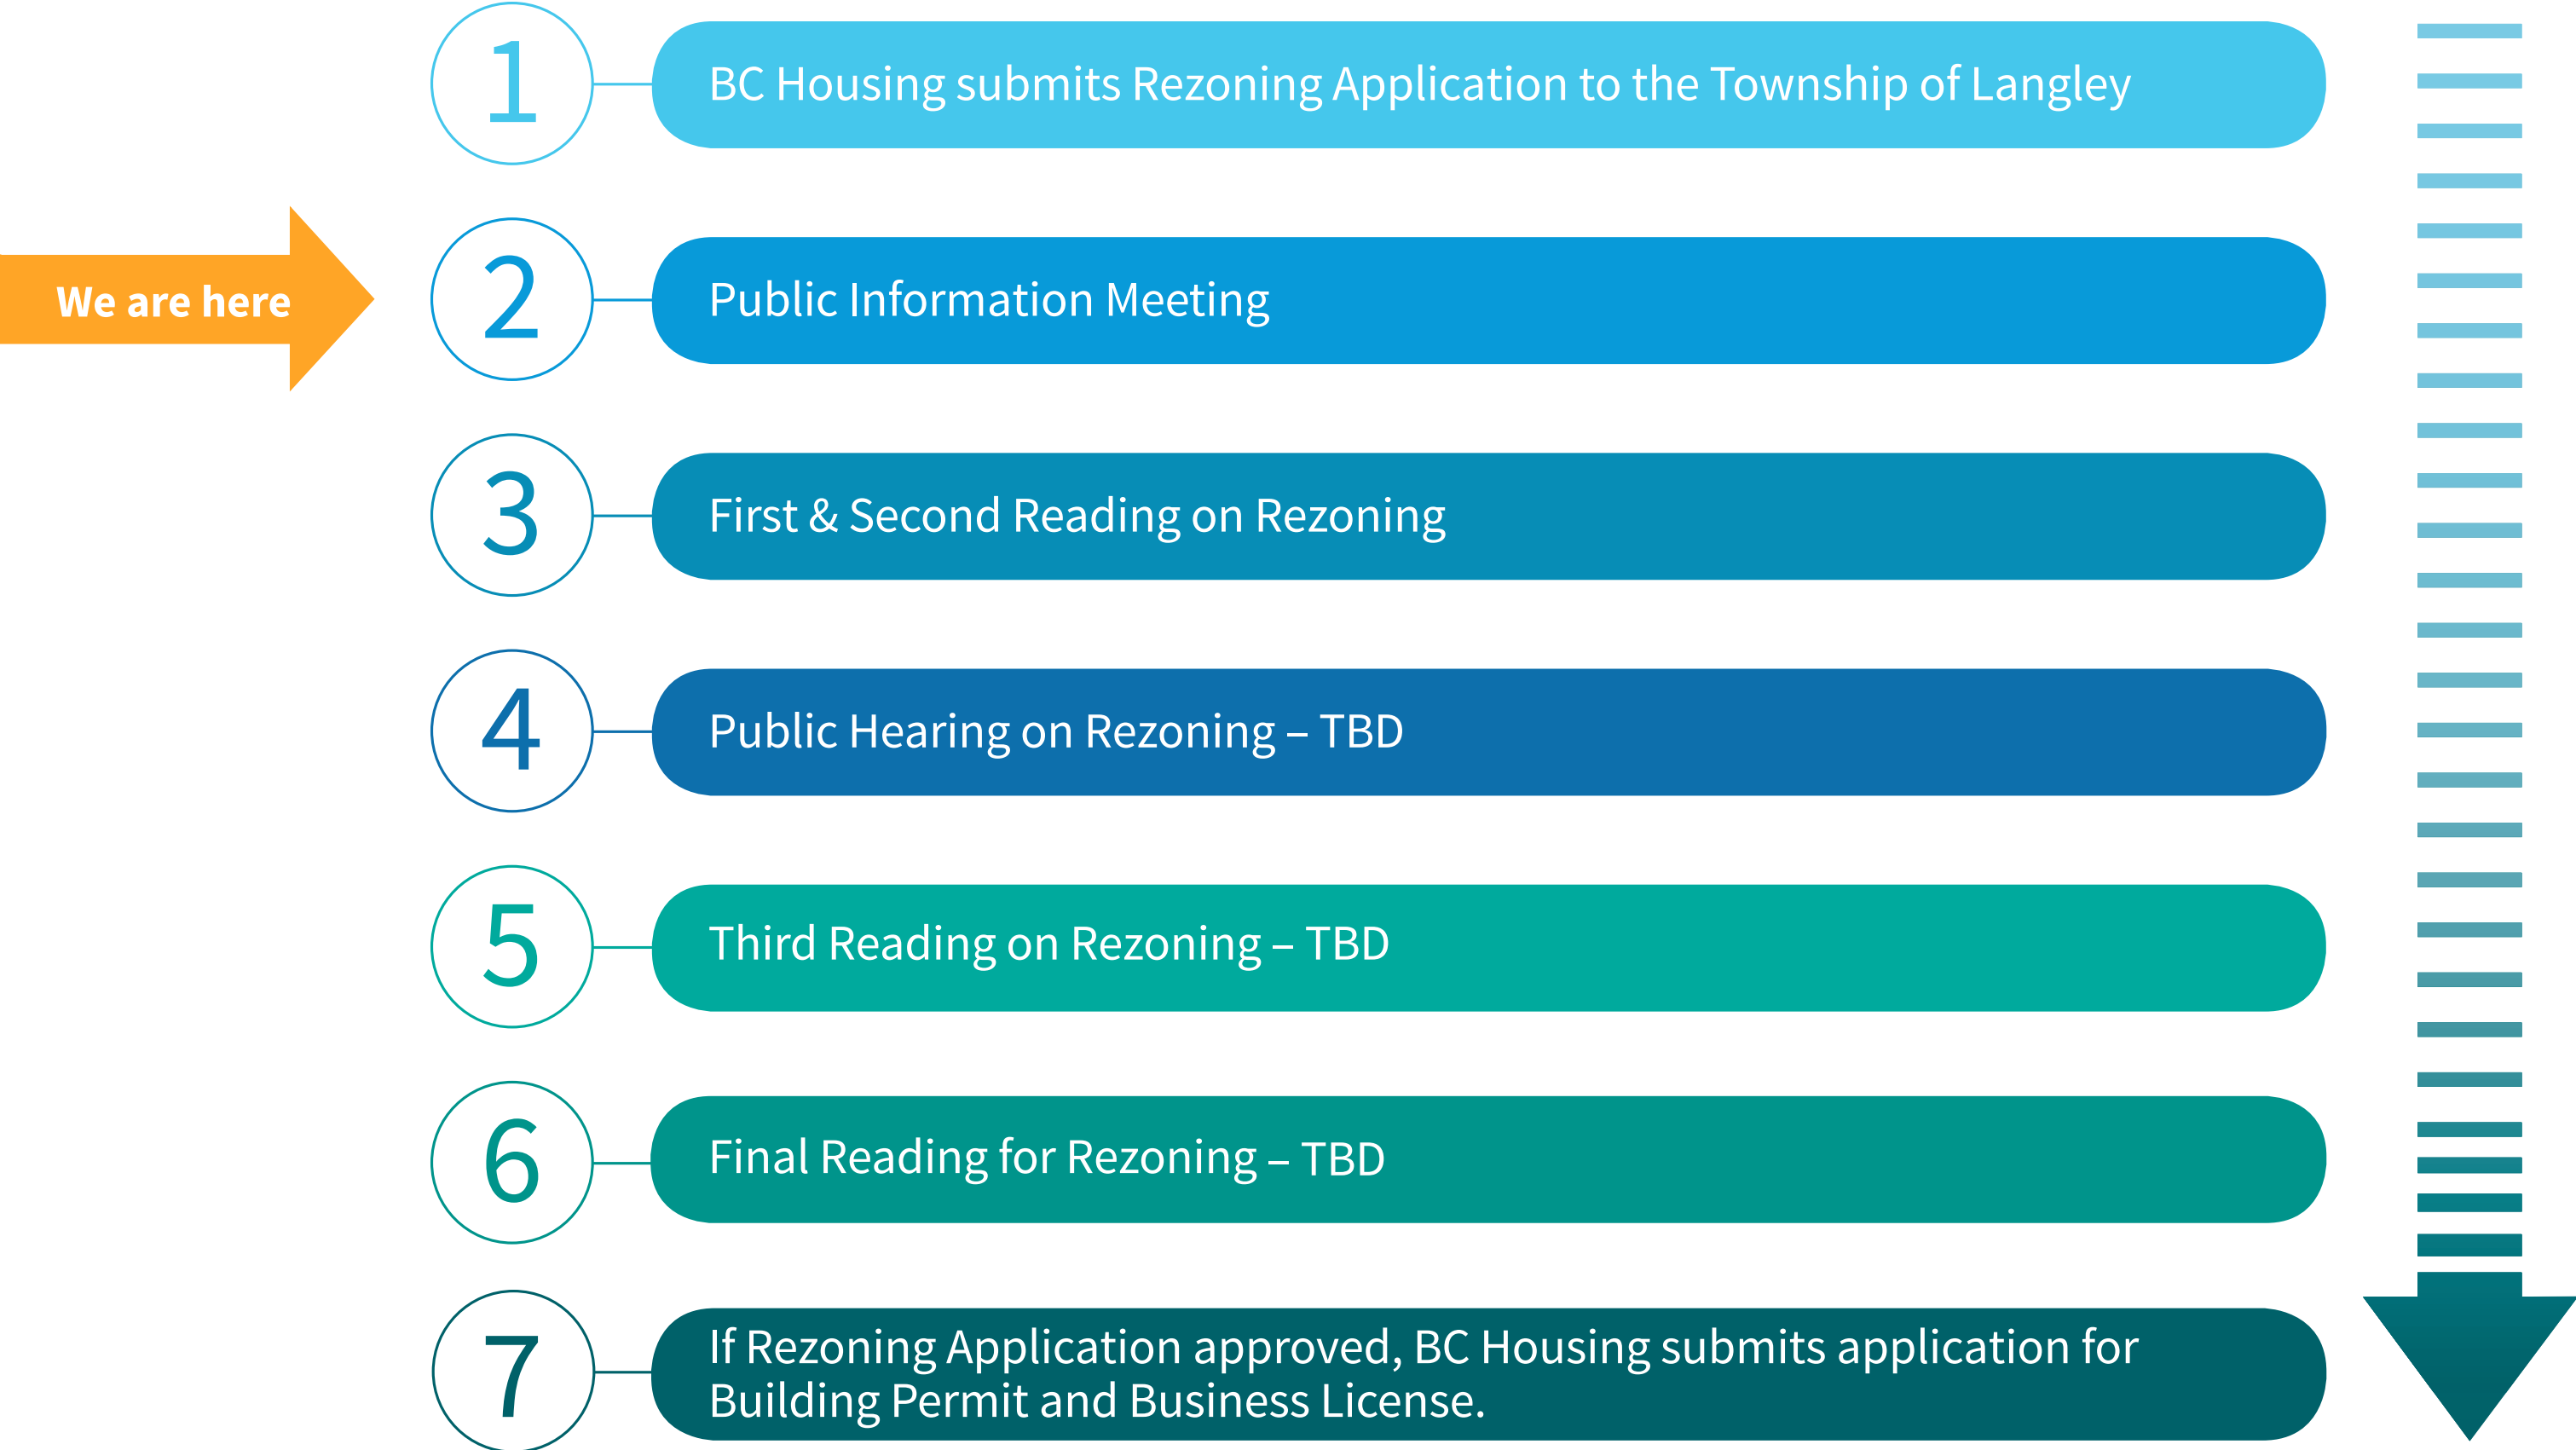 1
BC Housing submits Rezoning Application to the Township of Langley
We are here
2
Public Information Meeting
3
First & Second Reading on Rezoning
4
Public Hearing on Rezoning – TBD
5
Third Reading on Rezoning – TBD
6
Final Reading for Rezoning – TBD
7
If Rezoning Application approved, BC Housing submits application for
Building Permit and Business License.